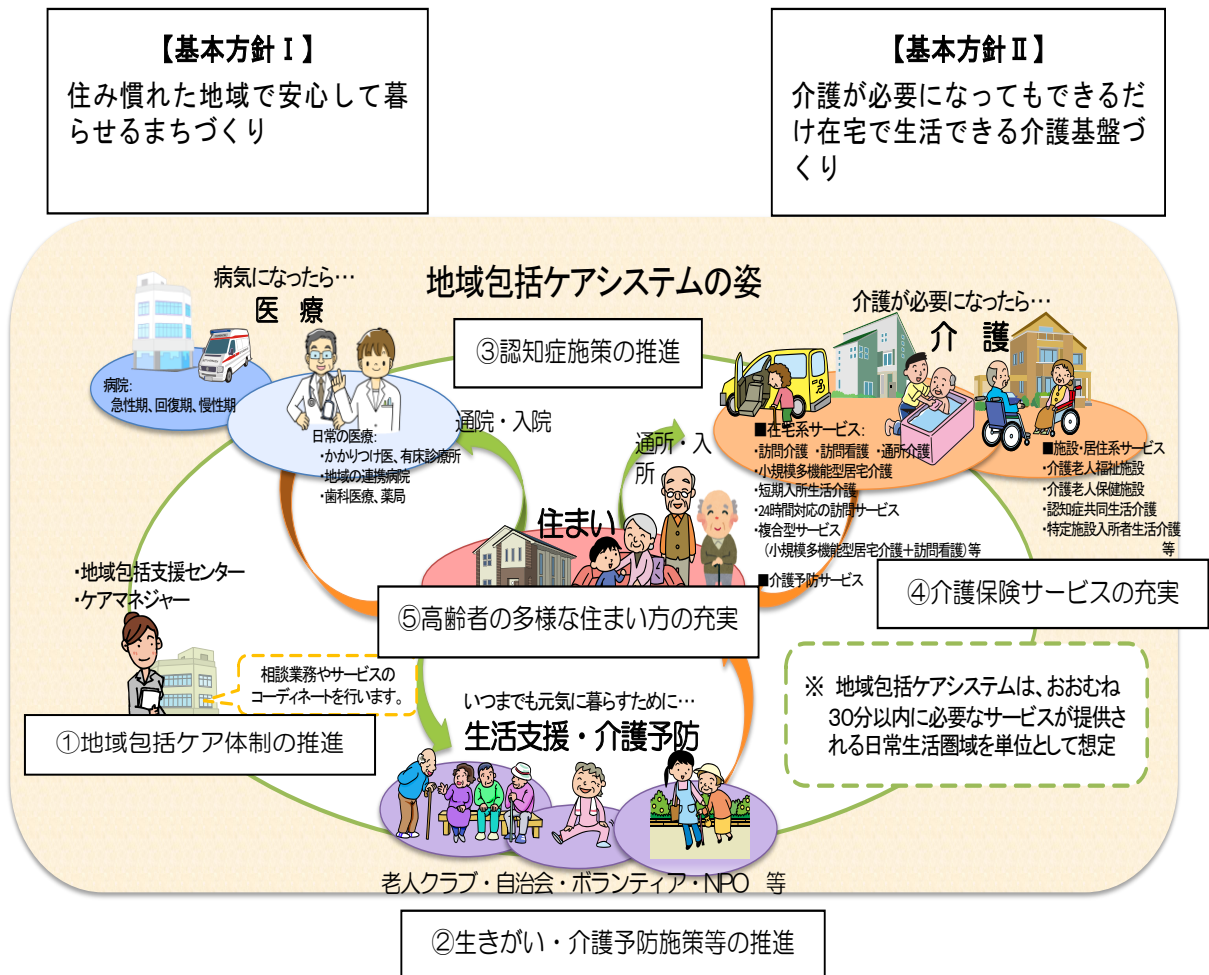 【基本方針Ⅰ】
住み慣れた地域で安心して暮
らせるまちづくり
【基本方針Ⅱ】
介護が必要になってもできるだ
け在宅で生活できる介護基盤づ
くり
地域包括ケアシステムの姿
病気になったら…
医 療
病院:
急性期、回復期、慢性期
日常の医療:
・かかりつけ医、有床診療所
・地域の連携病院
・歯科医療、薬局
③認知症施策の推進
通院・入院
通所・入
所
介護が必要になったら…
介 護
■在宅系サービス:
・訪問介護 ・訪問看護 ・通所介護
・小規模多機能型居宅介護
・短期入所生活介護
・24時間対応の訪問サービス
・複合型サービス
(小規模多機能型居宅介護+訪問看護)等
■介護予防サービス
■施設・居住系サービス
・介護老人福祉施設
・介護老人保健施設
・認知症共同生活介護
・特定施設入所者生活介護
等
住まい
⑤高齢者の多様な住まい方の充実
④介護保険サービスの充実
・地域包括支援センター
・ケアマネジャー
相談業務やサービスの
コーディネートを行います。
①地域包括ケア体制の推進
いつまでも元気に暮らすために…
生活支援・介護予防
※ 地域包括ケアシステムは、おおむね
30分以内に必要なサービスが提供さ
れる日常生活圏域を単位として想定
老人クラブ・自治会・ボランティア・NPO 等
②生きがい・介護予防施策等の推進